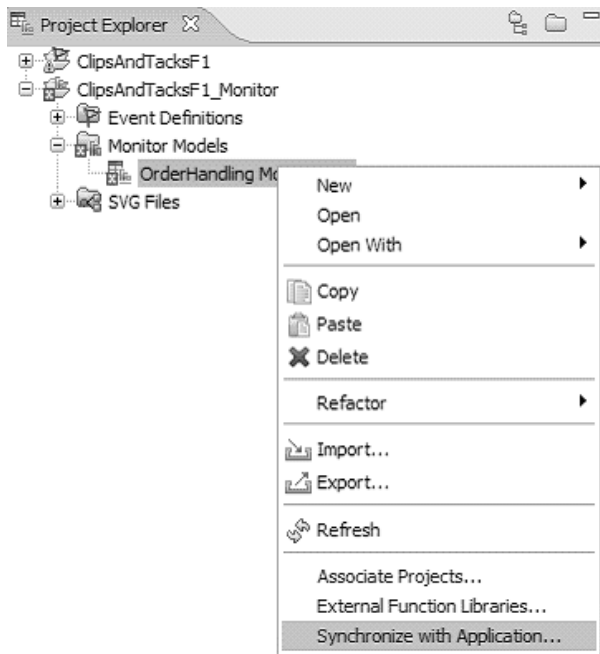 Project Explorer
ClipsAndTacksF1
ClipsAndTacksF1_Monitor
Event Definitions
Monitor Models
OrderHandling Mo
SVG Files
New
Open
Open With
Copy
Paste
Delete
Refactor
Import...
Export...
Refresh
Associate Projects...
External Function Libraries...
Synchronize with Application...